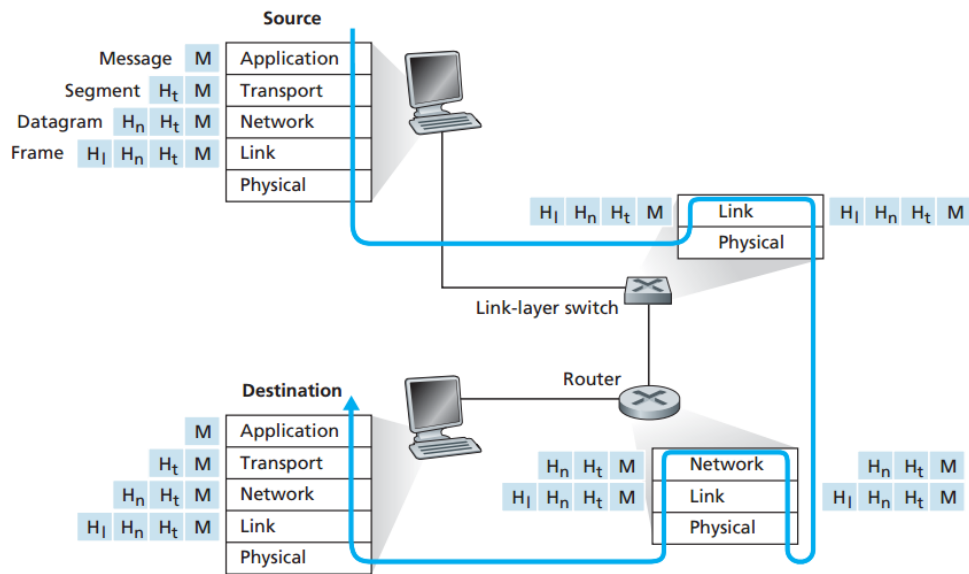 Source
Message M Application
Segment Ht M Transport
Datagram Hn Ht M Network
Frame Hl Hn Ht M Link
Physical
Hl Hn Ht M Link Hl Hn Ht M
Physical
Link-layer switch
Router
Destination
M Application
Ht M Transport
Hn Ht M Network
Hl Hn Ht M Link
Physical
Hn Ht M Network Hn Ht M
Hl Hn Ht M Link Hl Hn Ht M
Physical